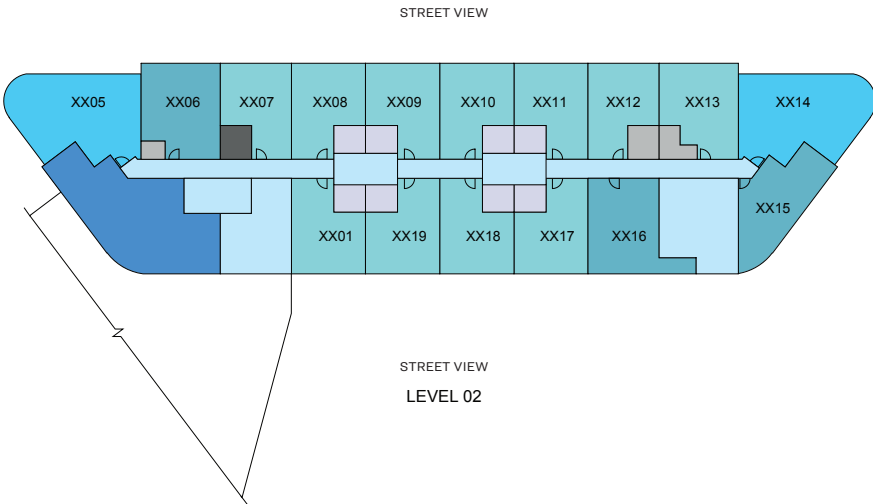 STREET VIEW
XX05
XX06
XX07
XX08
XX09
XX10
XX11
XX12
XX13
XX14
XX15
XX01
XX19
XX18
XX17
XX16
STREET VIEW
LEVEL 02